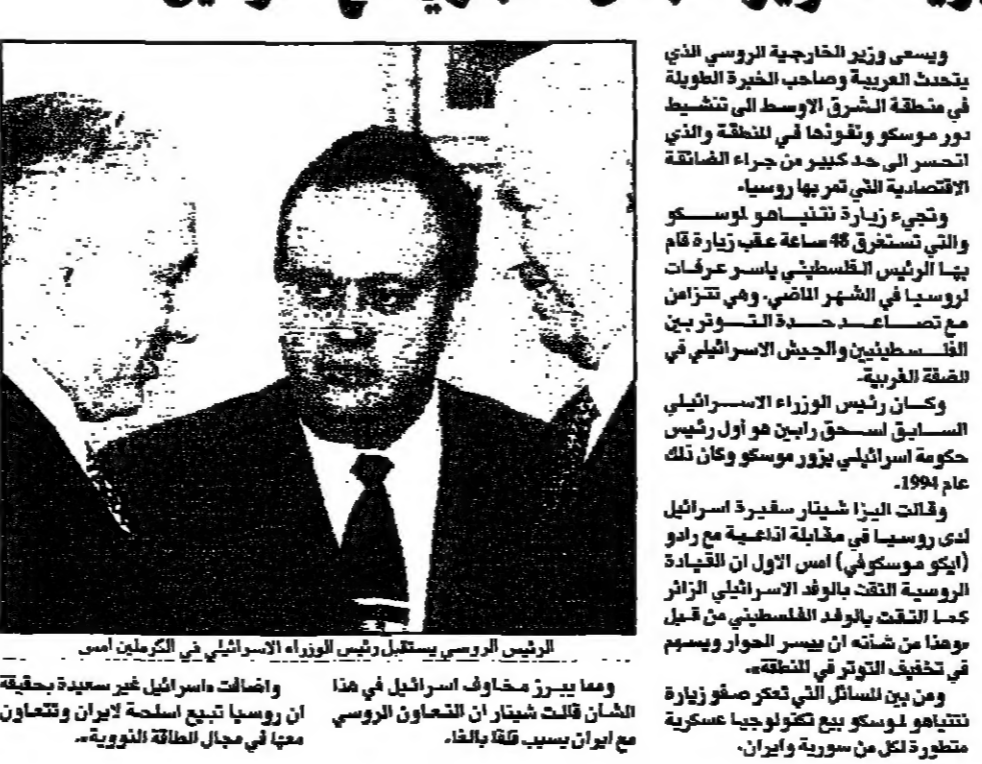 ويسعى وزير الخارجية الروسي الذي
يتحدث العربية وصاحب الخبرة الطويلة
في منطقة الشرق الاوسط الى تنشيط
دور موسكو ونفوذها في المنطقة والذي
انحسر الى حد كبير من جراء الضائقة
الاقتصادية التي تمر بها روسيا.
وتجيء زيارة نتنياهو لموسكو
والتي تستغرق 48 ساعة عقب زيارة قام
بها الرئيس الفلسطيني ياسر عرفات
لروسيا في الشهر الماضي. وهي تتزامن
مع تصاعد حدة التوتر بين
الفلسطينيين والجيش الاسرائيلي في
الضفة الغربية.
وكان رئيس الوزراء الاسرائيلي
السابق اسحق رابين هو أول رئيس
حكومة اسرائيلي يزور موسكو وكان ذلك
عام 1994.
وقالت اليزا شينار سفيرة اسرائيل
لدى روسيا في مقابلة اذاعية مع راديو
(ايكو موسكوفي) امس الاول ان القيادة
الروسية التقت بالوفد الاسرائيلي الزائر
كما التقت بالوفد الفلسطيني من قبل
«وهذا من شأنه ان ييسر الحوار ويسهم
في تخفيف التوتر في المنطقة».
ومن بين المسائل التي تعكر صفو زيارة
نتنياهو لموسكو بيع تكنولوجيا عسكرية
متطورة لكل من سورية وايران.
الرئيس الروسي يستقبل رئيس الوزراء الاسرائيلي في الكرملين امس
ومما يبرز مخاوف اسرائيل في هذا
الشان قالت شينار ان التعاون الروسي
مع ايران يسبب قلقا بالغا.
واضافت «اسرائيل غير سعيدة بحقيقة
ان روسيا تبيع اسلحة لايران وتتعاون
معها في مجال الطاقة النووية».